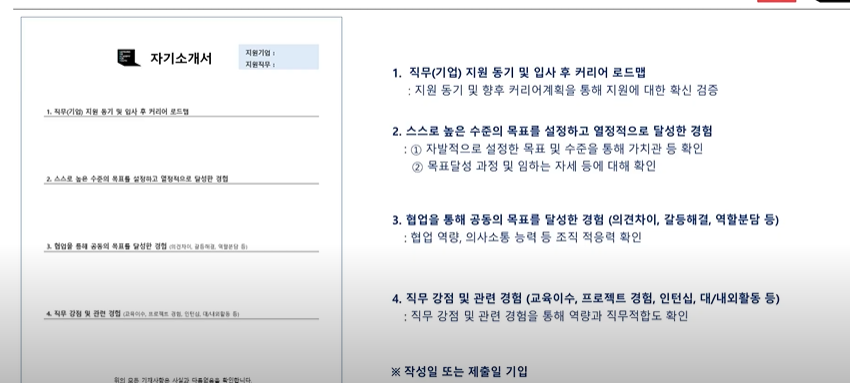 자기소개서
지원기업 :
지원직무 :
1. 직무(기업) 지원 동기 및 입사 후 커리어 로드맵
2. 스스로 높은 수준의 목표를 설정하고 열정적으로 달성한 경험
3. 협업을 통해 공동의 목표를 달성한 경험 (의견차이, 갈등해결, 역할분담 등)
4. 직무 강점 및 관련 경험 (교육이수, 프로젝트 경험, 인턴십, 대/내외활동 등)
위의 모든 기재사항은 사실과 다름없음을 확인합니다.
1. 직무(기업) 지원 동기 및 입사 후 커리어 로드맵
: 지원 동기 및 향후 커리어계획을 통해 지원에 대한 확신 검증
2. 스스로 높은 수준의 목표를 설정하고 열정적으로 달성한 경험
: ① 자발적으로 설정한 목표 및 수준을 통해 가치관 등 확인
② 목표달성 과정 및 임하는 자세 등에 대해 확인
3. 협업을 통해 공동의 목표를 달성한 경험 (의견차이, 갈등해결, 역할분담 등)
: 협업 역량, 의사소통 능력 등 조직 적응력 확인
4. 직무 강점 및 관련 경험 (교육이수, 프로젝트 경험, 인턴십, 대/내외활동 등)
: 직무 강점 및 관련 경험을 통해 역량과 직무적합도 확인
※ 작성일 또는 제출일 기입